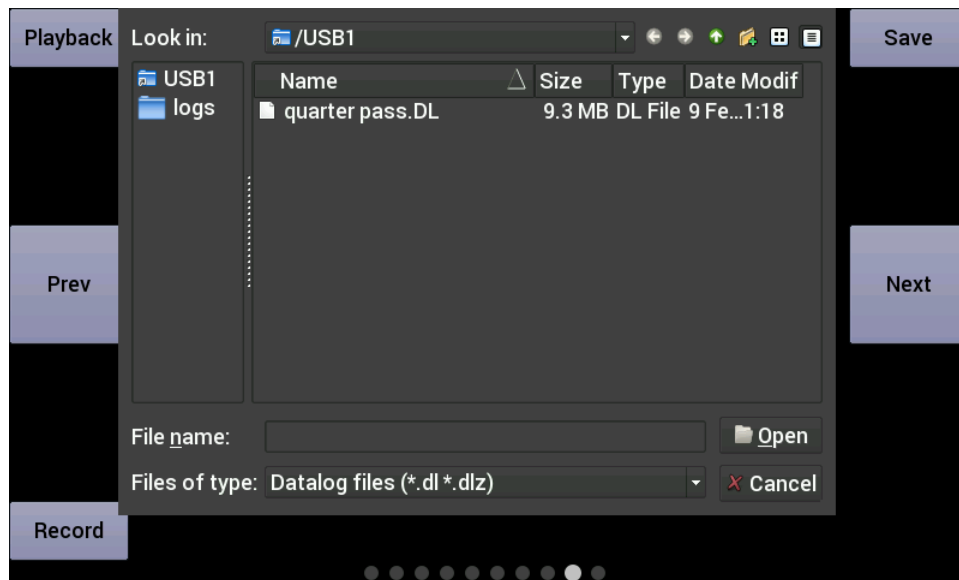 Playback
Look in:
/USB1
Save
USB1
logs
Name Size Type Date Modif
quarter pass.DL 9.3 MB DL File 9 Fe...1:18
Prev
Next
File name:
Open
Files of type: Datalog files (*.dl *.dlz)
Cancel
Record